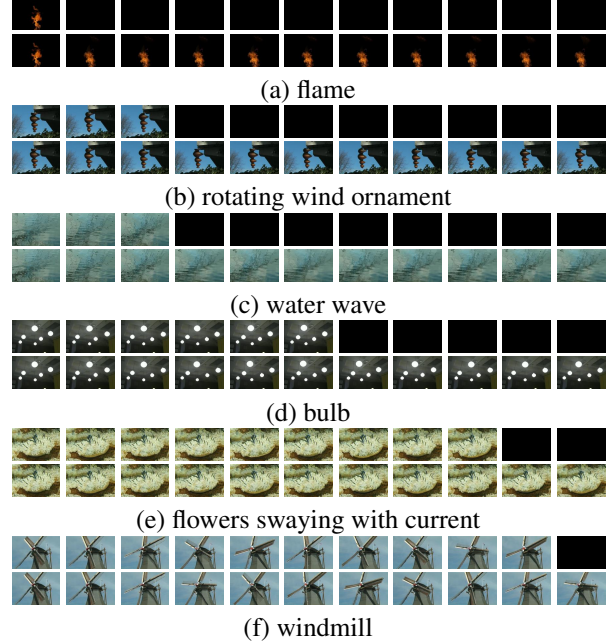 (a) flame
(b) rotating wind ornament
(c) water wave
(d) bulb
(e) flowers swaying with current
(f) windmill